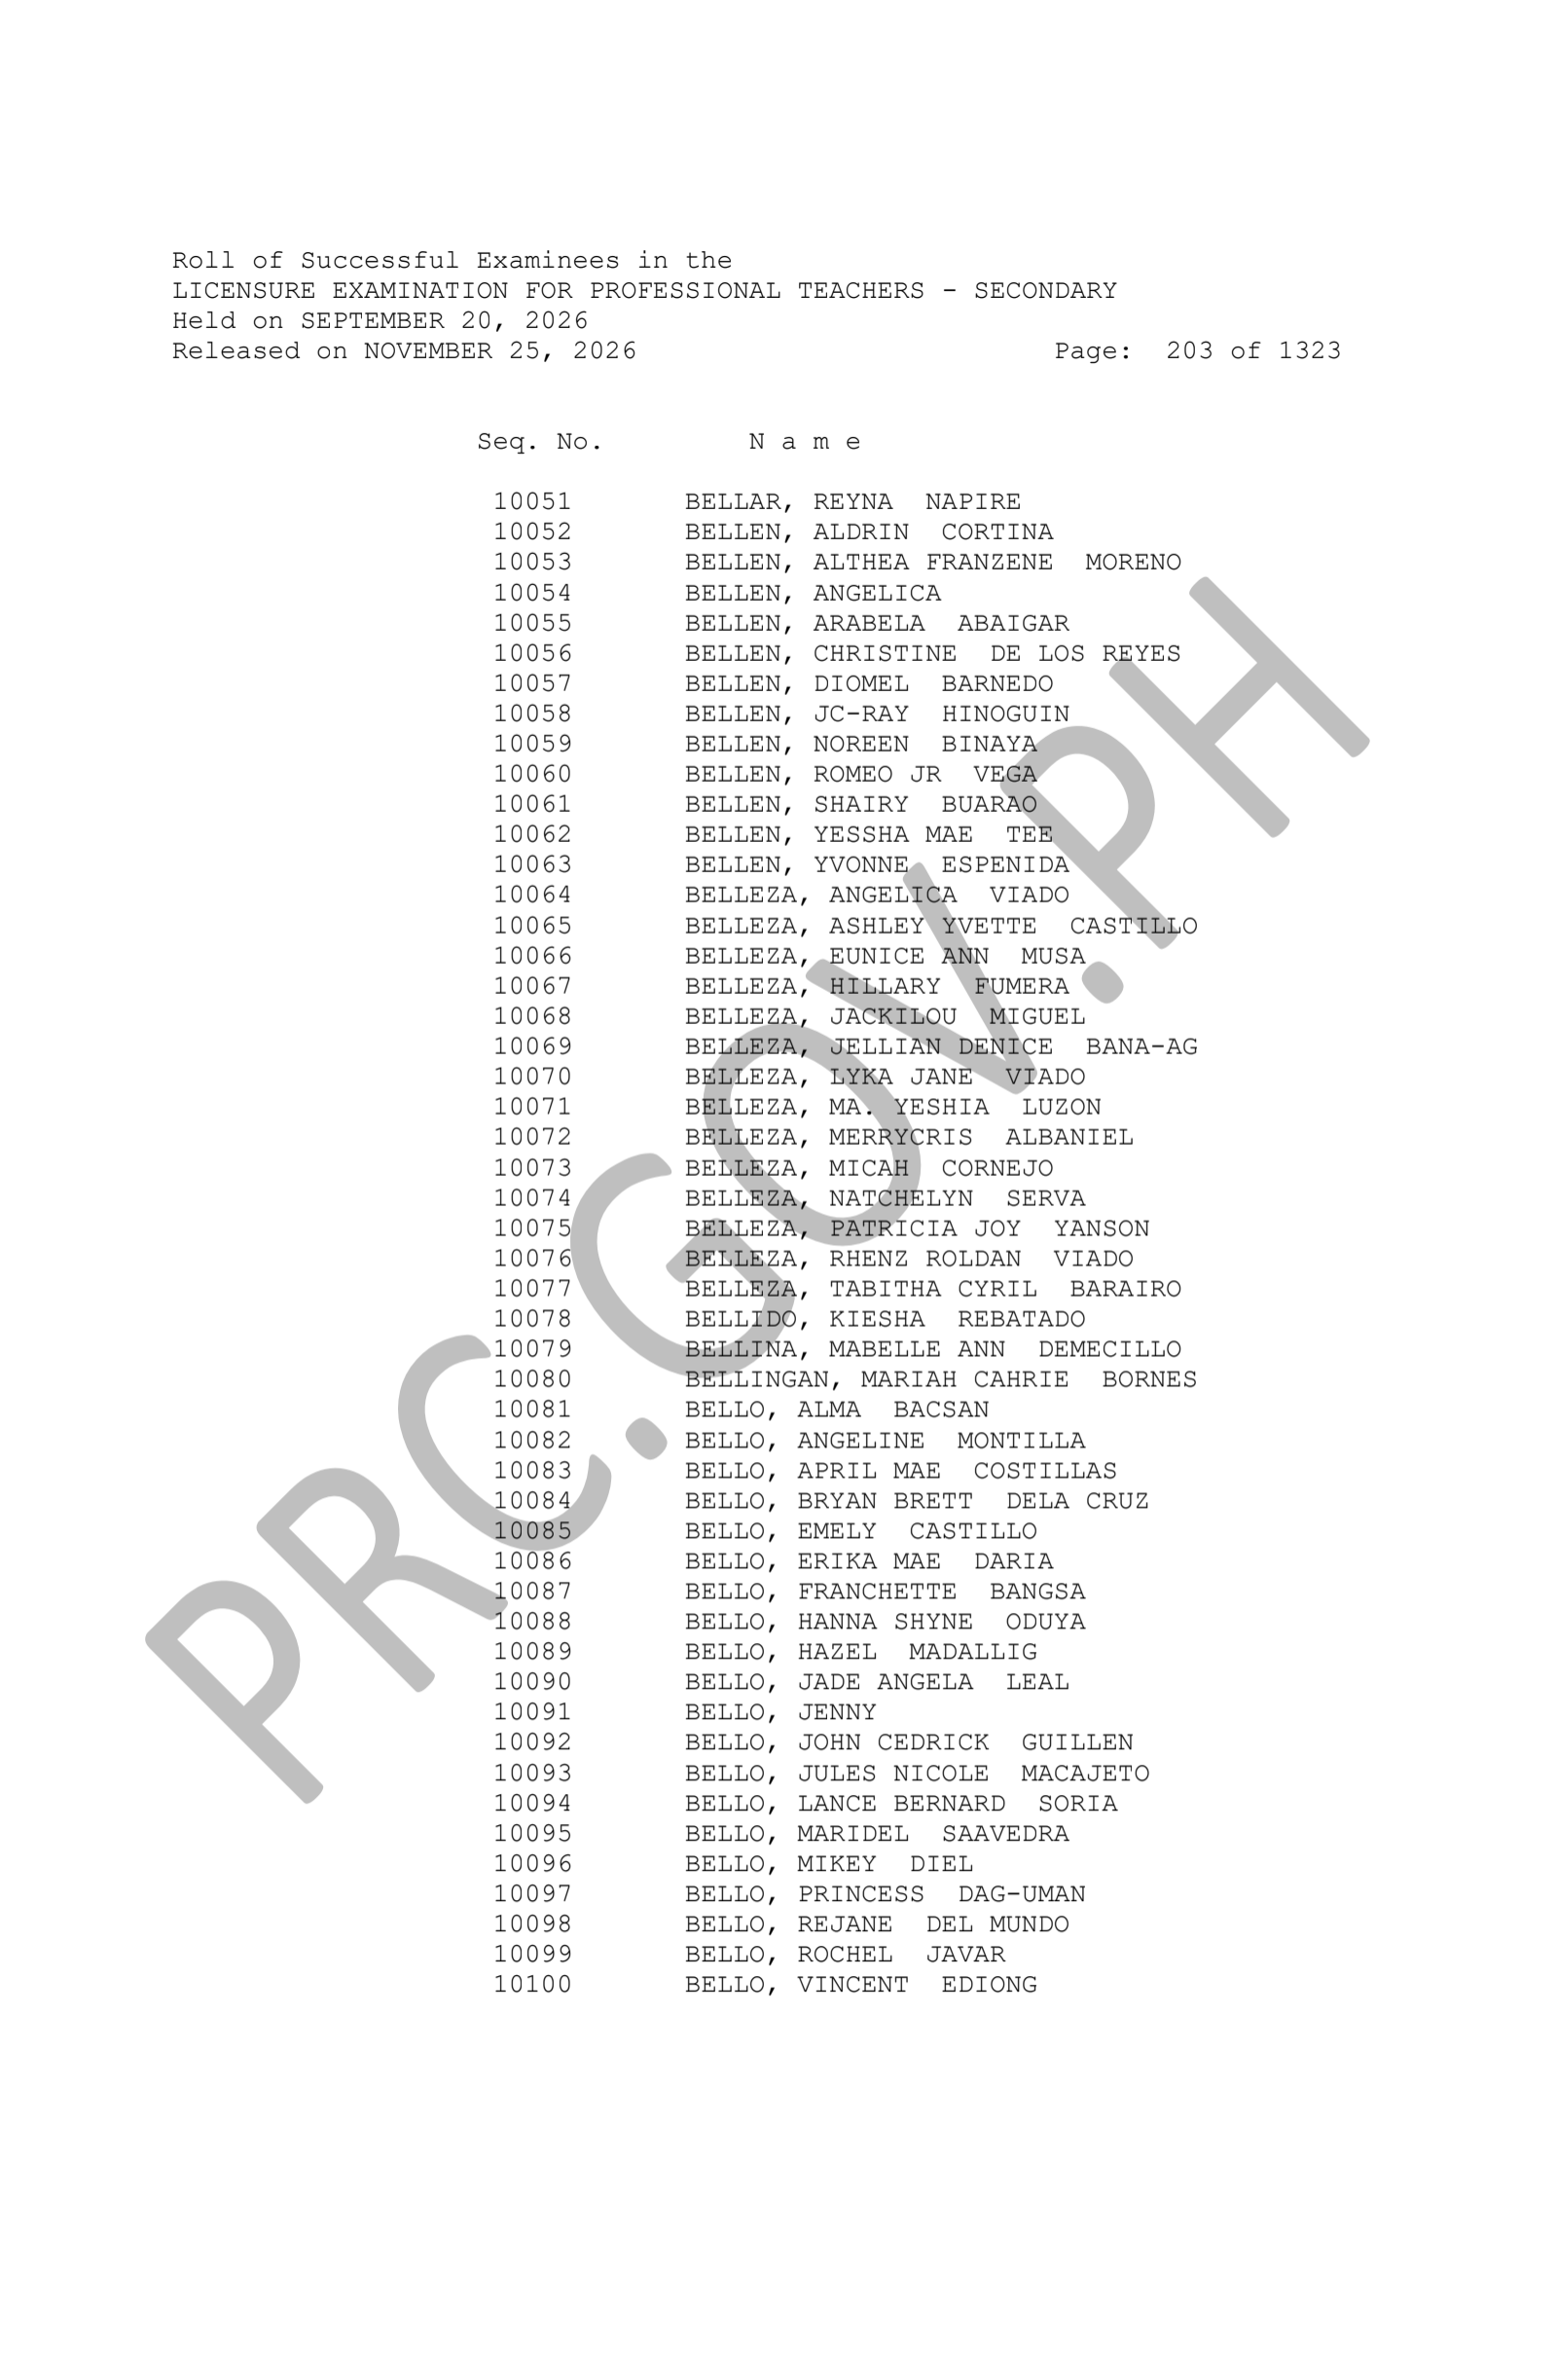 Roll of Successful Examinees in the
LICENSURE EXAMINATION FOR PROFESSIONAL TEACHERS - SECONDARY
Held on SEPTEMBER 20, 2026
Released on NOVEMBER 25, 2026 Page: 203 of 1323
Seq. No. N a m e
10051 BELLAR, REYNA NAPIRE
10052 BELLEN, ALDRIN CORTINA
10053 BELLEN, ALTHEA FRANZENE MORENO
10054 BELLEN, ANGELICA
10055 BELLEN, ARABELA ABAIGAR
10056 BELLEN, CHRISTINE DE LOS REYES
10057 BELLEN, DIOMEL BARNEDO
10058 BELLEN, JC-RAY HINOGUIN
10059 BELLEN, NOREEN BINAYA
10060 BELLEN, ROMEO JR VEGA
10061 BELLEN, SHAIRY BUARAO
10062 BELLEN, YESSHA MAE TEE
10063 BELLEN, YVONNE ESPENIDA
10064 BELLEZA, ANGELICA VIADO
10065 BELLEZA, ASHLEY YVETTE CASTILLO
10066 BELLEZA, EUNICE ANN MUSA
10067 BELLEZA, HILLARY FUMERA
10068 BELLEZA, JACKILOU MIGUEL
10069 BELLEZA, JELLIAN DENICE BANA-AG
10070 BELLEZA, LYKA JANE VIADO
10071 BELLEZA, MA. YESHIA LUZON
10072 BELLEZA, MERRYCRIS ALBANIEL
10073 BELLEZA, MICAH CORNEJO
10074 BELLEZA, NATCHELYN SERVA
10075 BELLEZA, PATRICIA JOY YANSON
10076 BELLEZA, RHENZ ROLDAN VIADO
10077 BELLEZA, TABITHA CYRIL BARAIRO
10078 BELLIDO, KIESHA REBATADO
10079 BELLINA, MABELLE ANN DEMECILLO
10080 BELLINGAN, MARIAH CAHRIE BORNES
10081 BELLO, ALMA BACSAN
10082 BELLO, ANGELINE MONTILLA
10083 BELLO, APRIL MAE COSTILLAS
10084 BELLO, BRYAN BRETT DELA CRUZ
10085 BELLO, EMELY CASTILLO
10086 BELLO, ERIKA MAE DARIA
10087 BELLO, FRANCHETTE BANGSA
10088 BELLO, HANNA SHYNE ODUYA
10089 BELLO, HAZEL MADALLIG
10090 BELLO, JADE ANGELA LEAL
10091 BELLO, JENNY
10092 BELLO, JOHN CEDRICK GUILLEN
10093 BELLO, JULES NICOLE MACAJETO
10094 BELLO, LANCE BERNARD SORIA
10095 BELLO, MARIDEL SAAVEDRA
10096 BELLO, MIKEY DIEL
10097 BELLO, PRINCESS DAG-UMAN
10098 BELLO, REJANE DEL MUNDO
10099 BELLO, ROCHEL JAVAR
10100 BELLO, VINCENT EDIONG
PRC.GOV.PH